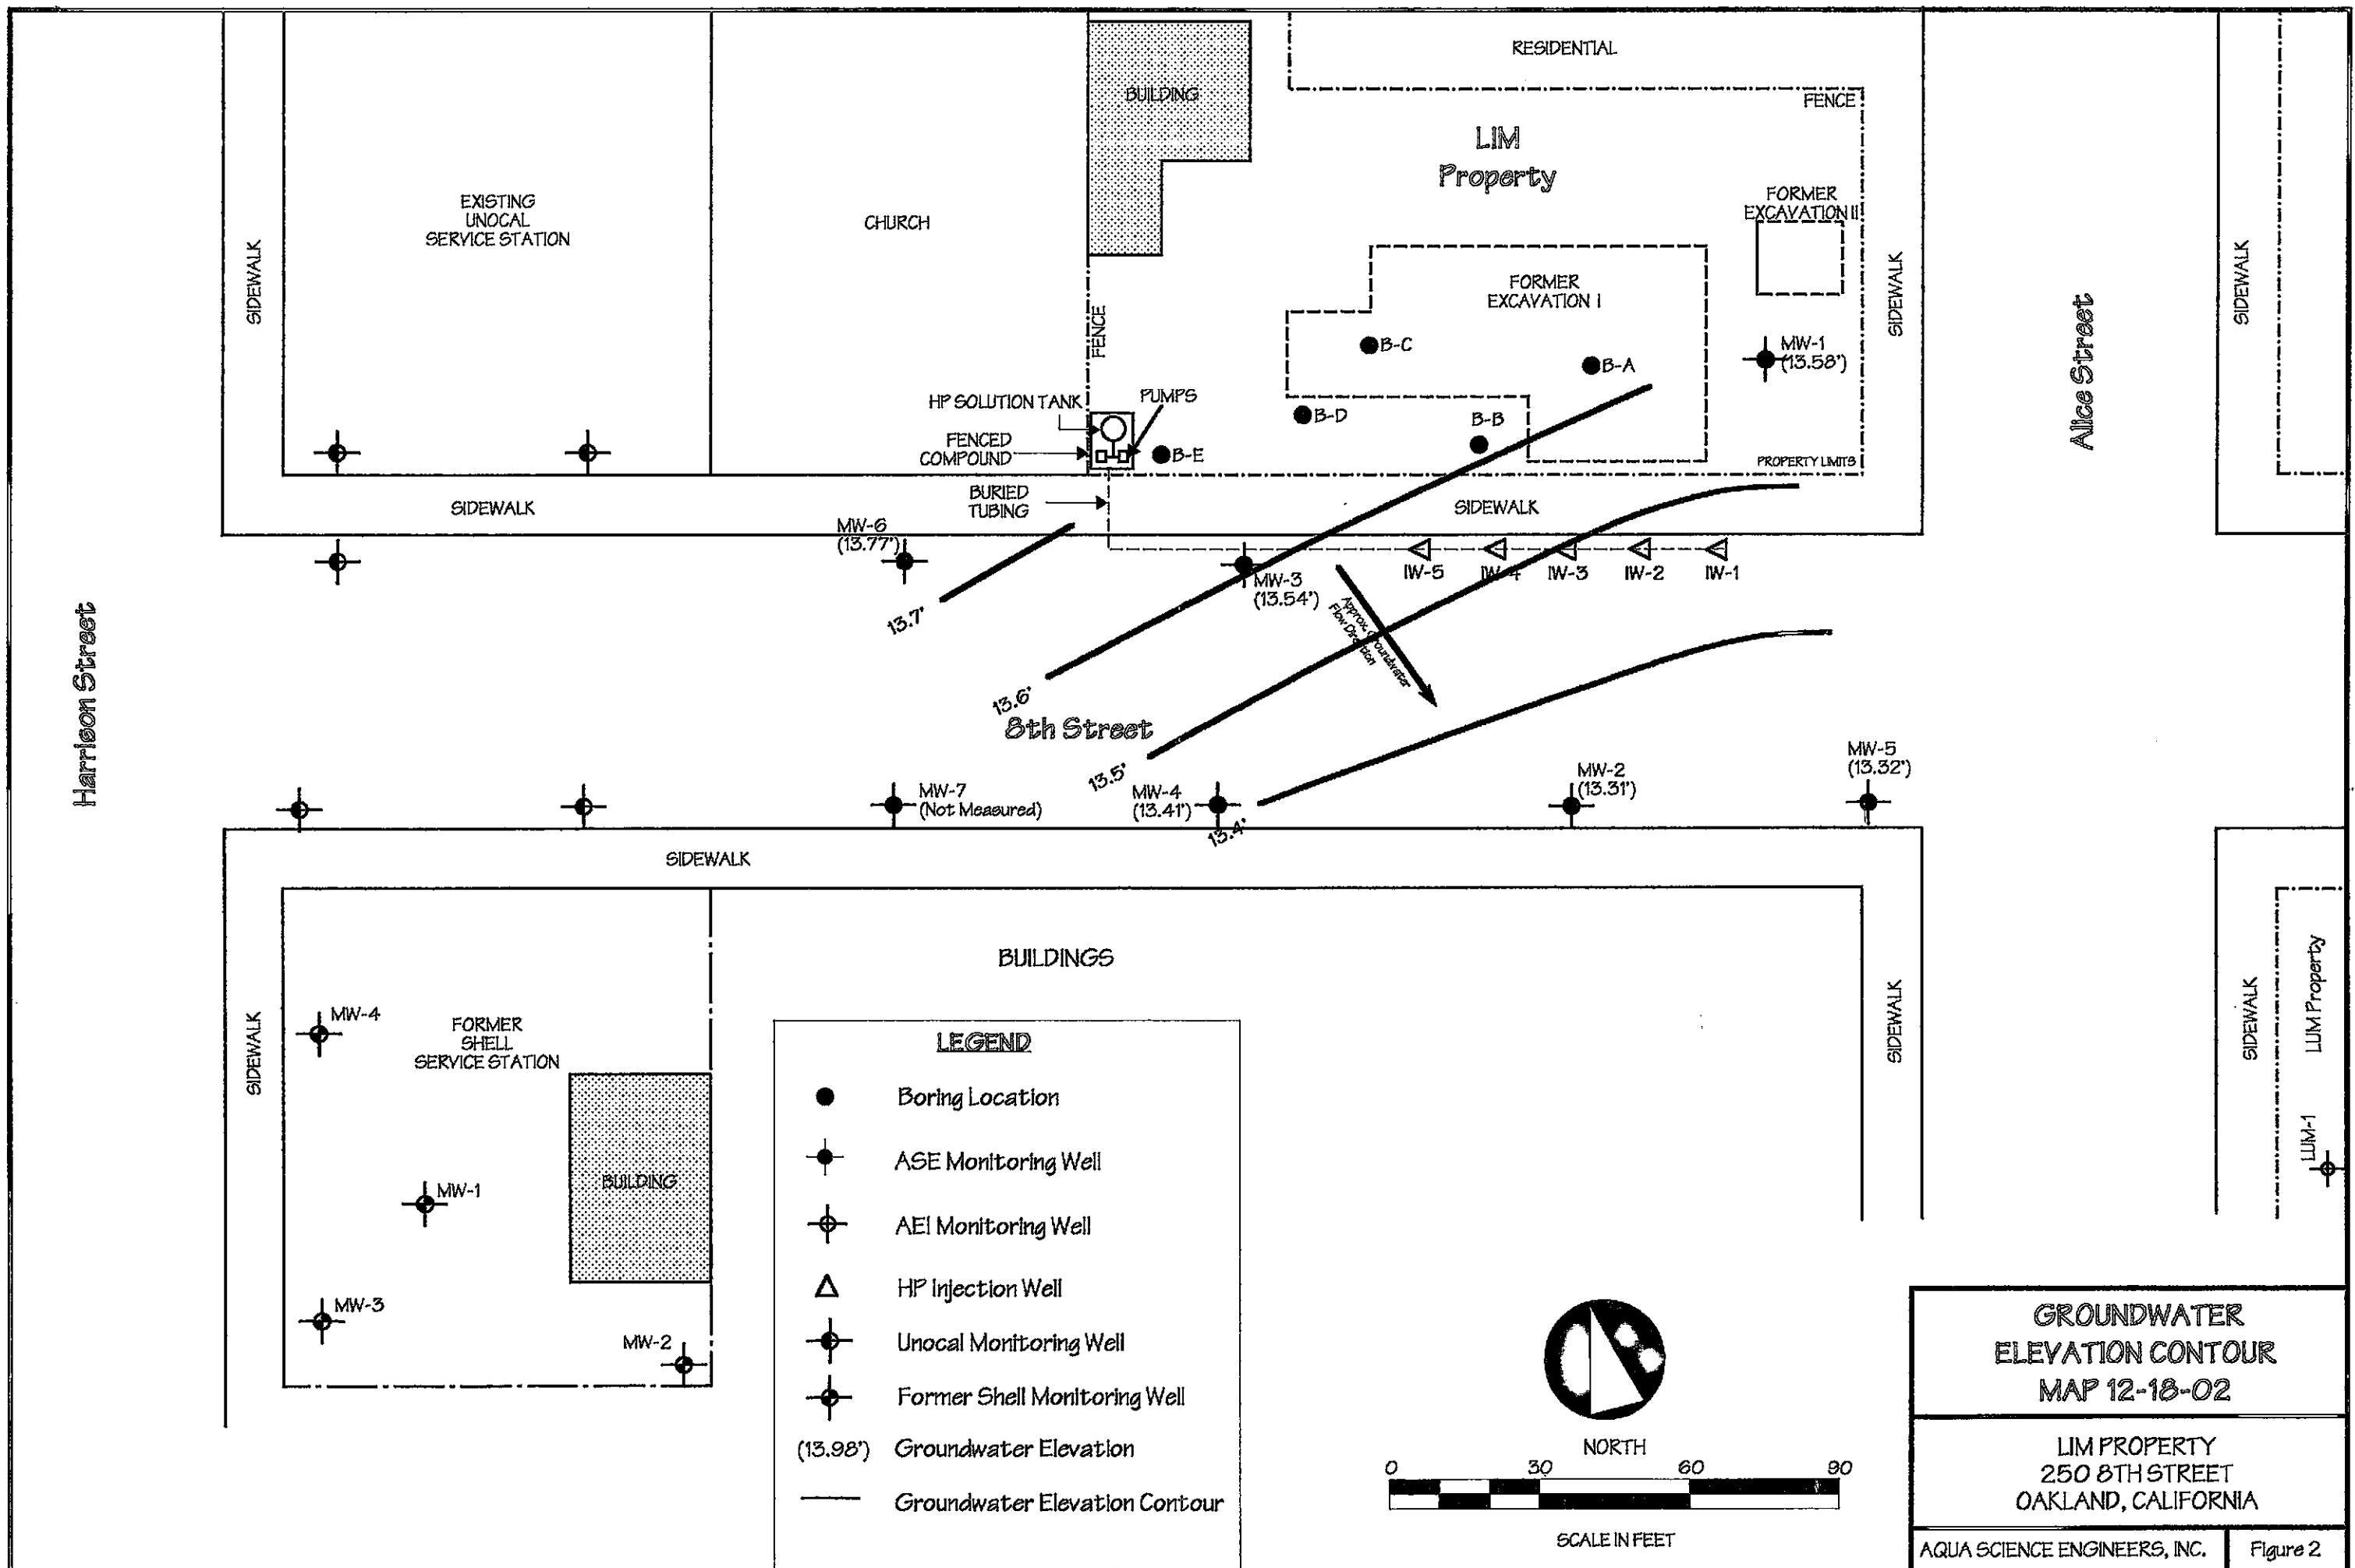 RESIDENTIAL
BUILDING
FENCE
LIM
Property
EXISTING
UNOCAL
SERVICE STATION
CHURCH
FORMER
EXCAVATION II
SIDEWALK
SIDEWALK
SIDEWALK
FORMER
EXCAVATION I
FENCE
Alice Street
MW-1
(13.58')
B-C
B-A
HP SOLUTION TANK
PUMPS
B-D
B-B
FENCED
COMPOUND
B-E
PROPERTY LIMITS
BURIED
TUBING
SIDEWALK
SIDEWALK
MW-6
(13.77')
IW-5
IW-4
IW-3
IW-2
IW-1
MW-3
(13.54')
13.7'
Approx. Groundwater
Flow Direction
Harrison Street
13.6'
8th Street
13.5'
MW-7
(Not Measured)
MW-4
(13.41')
MW-2
(13.31')
MW-5
(13.32')
13.4'
SIDEWALK
BUILDINGS
MW-4
FORMER
SHELL
SERVICE STATION
SIDEWALK
SIDEWALK
SIDEWALK
LUM Property
LUM-1
BUILDING
MW-1
MW-3
MW-2
LEGEND
Boring Location
ASE Monitoring Well
AEI Monitoring Well
HP Injection Well
Unocal Monitoring Well
Former Shell Monitoring Well
(13.98') Groundwater Elevation
Groundwater Elevation Contour
NORTH
0 30 60 90
SCALE IN FEET
GROUNDWATER
ELEVATION CONTOUR
MAP 12-18-02
LIM PROPERTY
250 8TH STREET
OAKLAND, CALIFORNIA
AQUA SCIENCE ENGINEERS, INC.
Figure 2